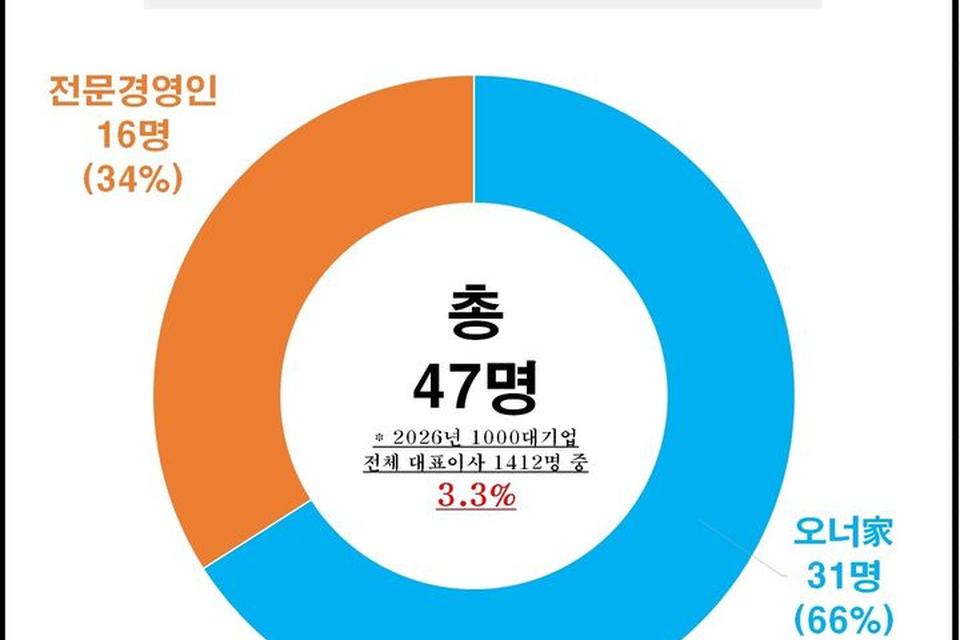 전문경영인
16명
(34%)
총
47명
* 2026년 1000대기업
전체 대표이사 1412명 중
3.3%
오너家
31명
(66%)